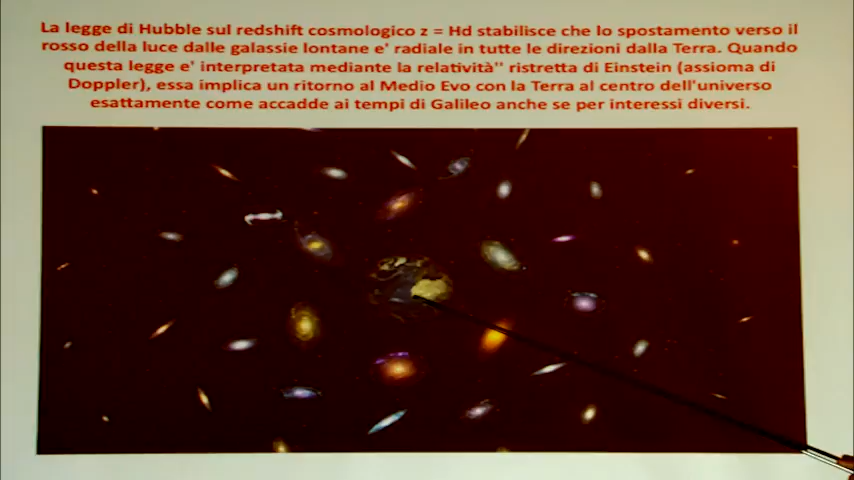 La legge di Hubble sul redshift cosmologico z = Hd stabilisce che lo spostamento verso il
rosso della luce dalle galassie lontane e' radiale in tutte le direzioni dalla Terra. Quando
questa legge e' interpretata mediante la relatività'' ristretta di Einstein (assioma di
Doppler), essa implica un ritorno al Medio Evo con la Terra al centro dell'universo
esattamente come accadde ai tempi di Galileo anche se per interessi diversi.